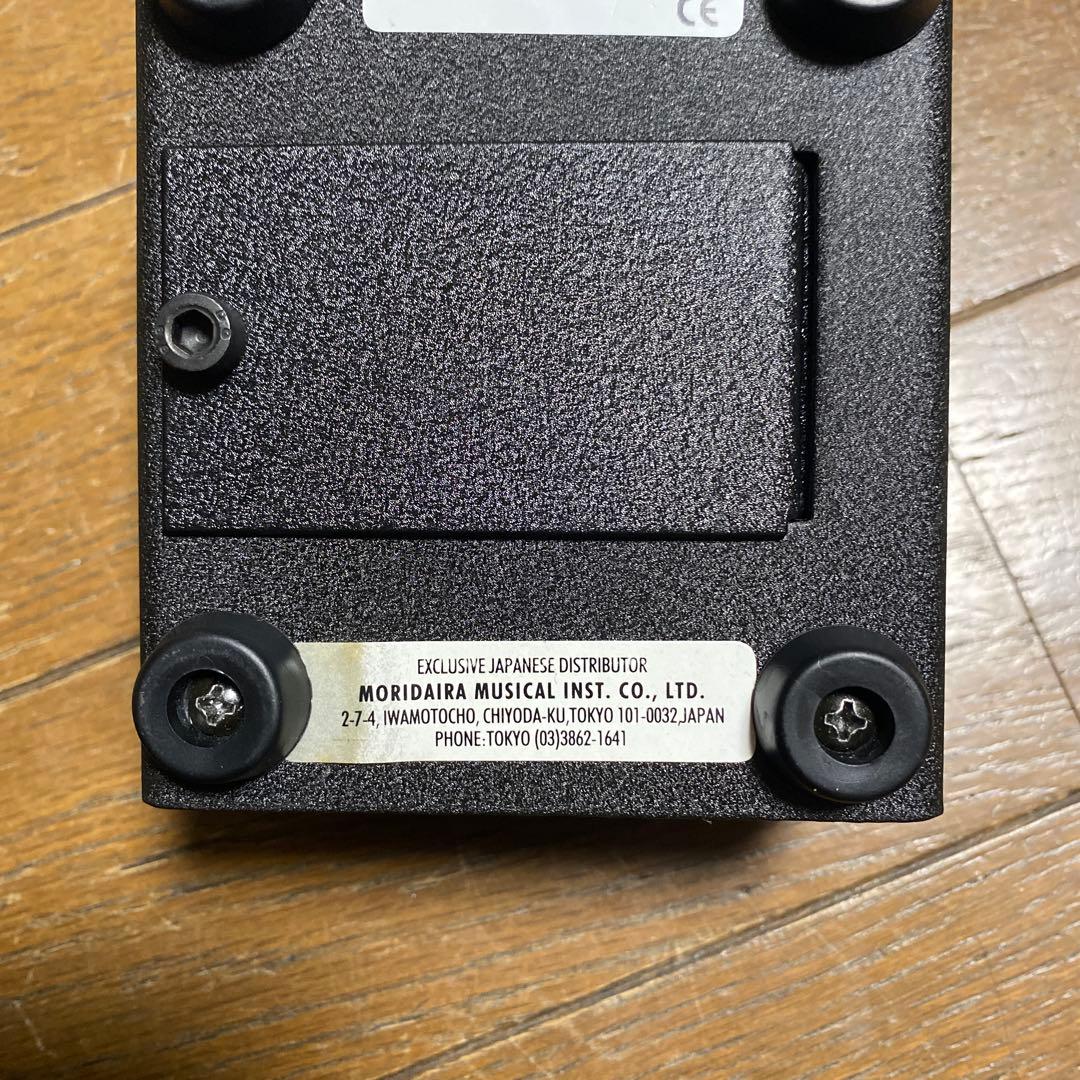 CE
EXCLUSIVE JAPANESE DISTRIBUTOR
MORIDAIRA MUSICAL INST. CO., LTD.
2-7-4, IWAMOTOCHO, CHIYODA-KU,TOKYO 101-0032,JAPAN
PHONE:TOKYO (03)3862-1641